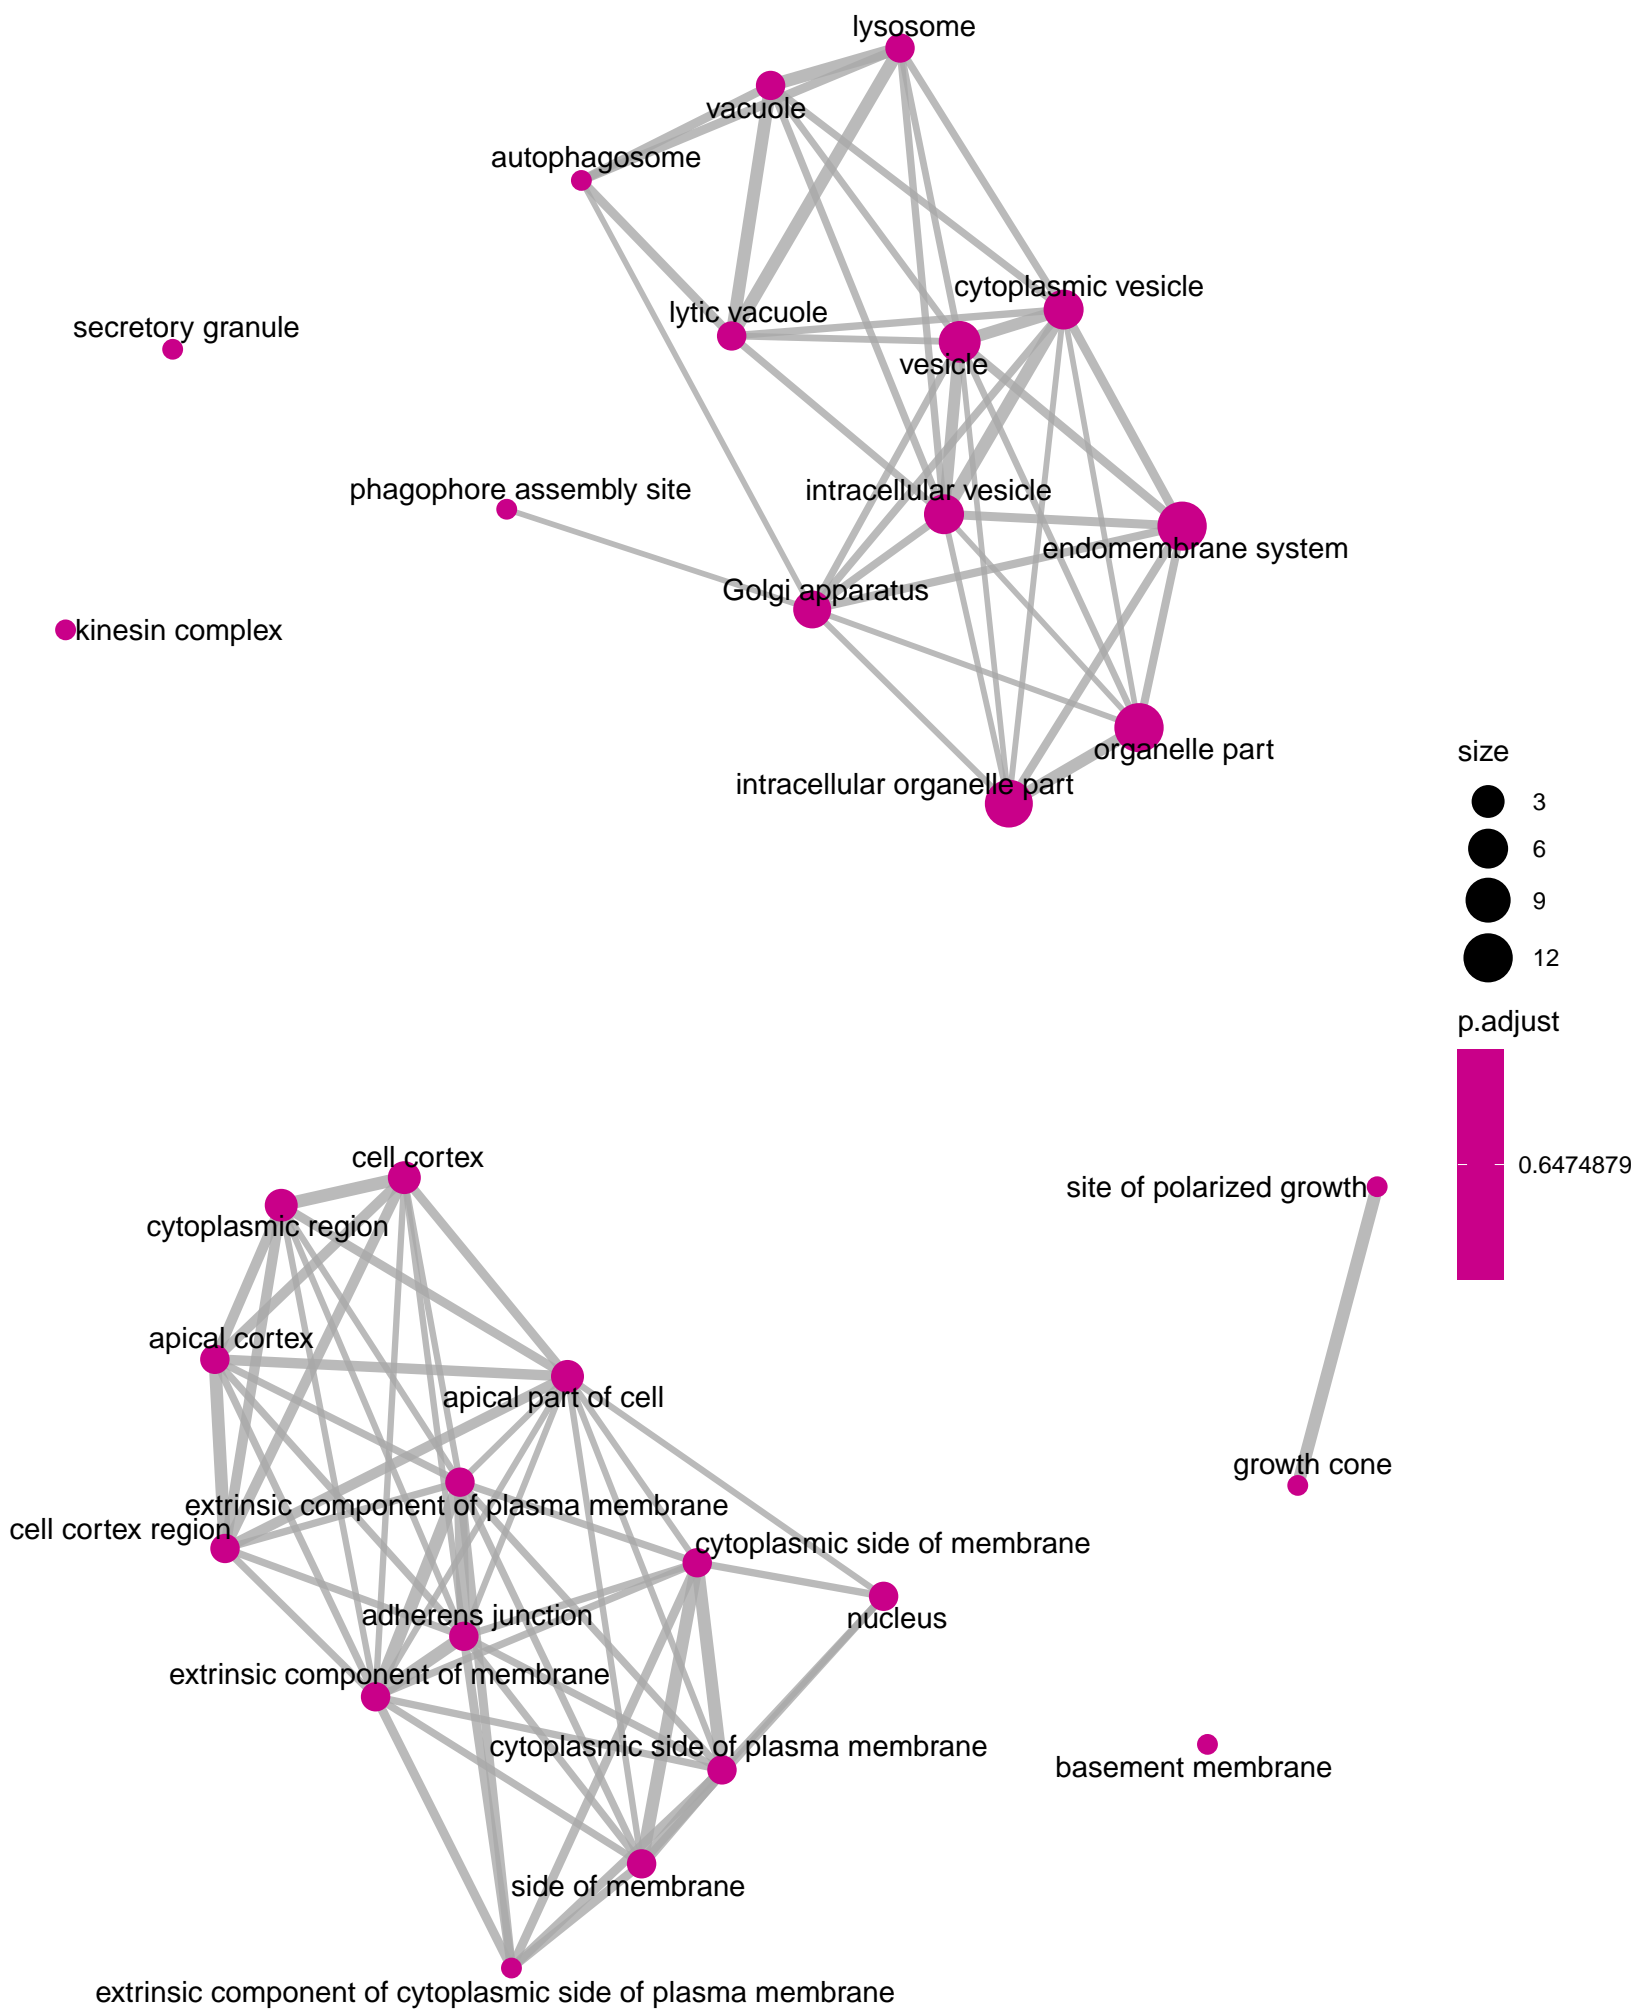 lysosome
vacuole
autophagosome
cytoplasmic vesicle
lytic vacuole
secretory granule
vesicle
phagophore assembly site
intracellular vesicle
endomembrane system
Golgi apparatus
kinesin complex
organelle part
intracellular organelle part
size
3
6
9
12
p.adjust
0.6474879
cell cortex
cytoplasmic region
site of polarized growth
apical cortex
apical part of cell
growth cone
extrinsic component of plasma membrane
cell cortex region
cytoplasmic side of membrane
adherens junction
nucleus
extrinsic component of membrane
cytoplasmic side of plasma membrane
basement membrane
side of membrane
extrinsic component of cytoplasmic side of plasma membrane